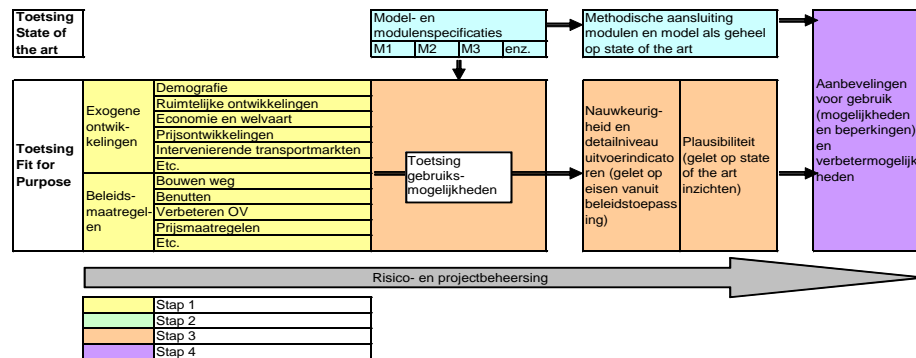 Toetsing
State of
the art
Model- en
modulenspecificaties
M1 M2 M3 enz.
Methodische aansluiting
modulen en model als geheel
op state of the art
Toetsing
Fit for
Purpose
Exogene
ontwik-
kelingen
Demografie
Ruimtelijke ontwikkelingen
Economie en welvaart
Prijsontwikkelingen
Intervenierende transportmarkten
Etc.
Beleids-
maatregel-
en
Bouwen weg
Benutten
Verbeteren OV
Prijsmaatregelen
Etc.
Toetsing
gebruiks-
mogelijkheden
Nauwkeurig-
heid en
detailniveau
uitvoerindicato
ren (gelet op
eisen vanuit
beleidstoepas
sing)
Plausibiliteit
(gelet op state
of the art
inzichten)
Aanbevelingen
voor gebruik
(mogelijkheden
en beperkingen)
en
verbetermogelijk
heden
Risico- en projectbeheersing
Stap 1
Stap 2
Stap 3
Stap 4